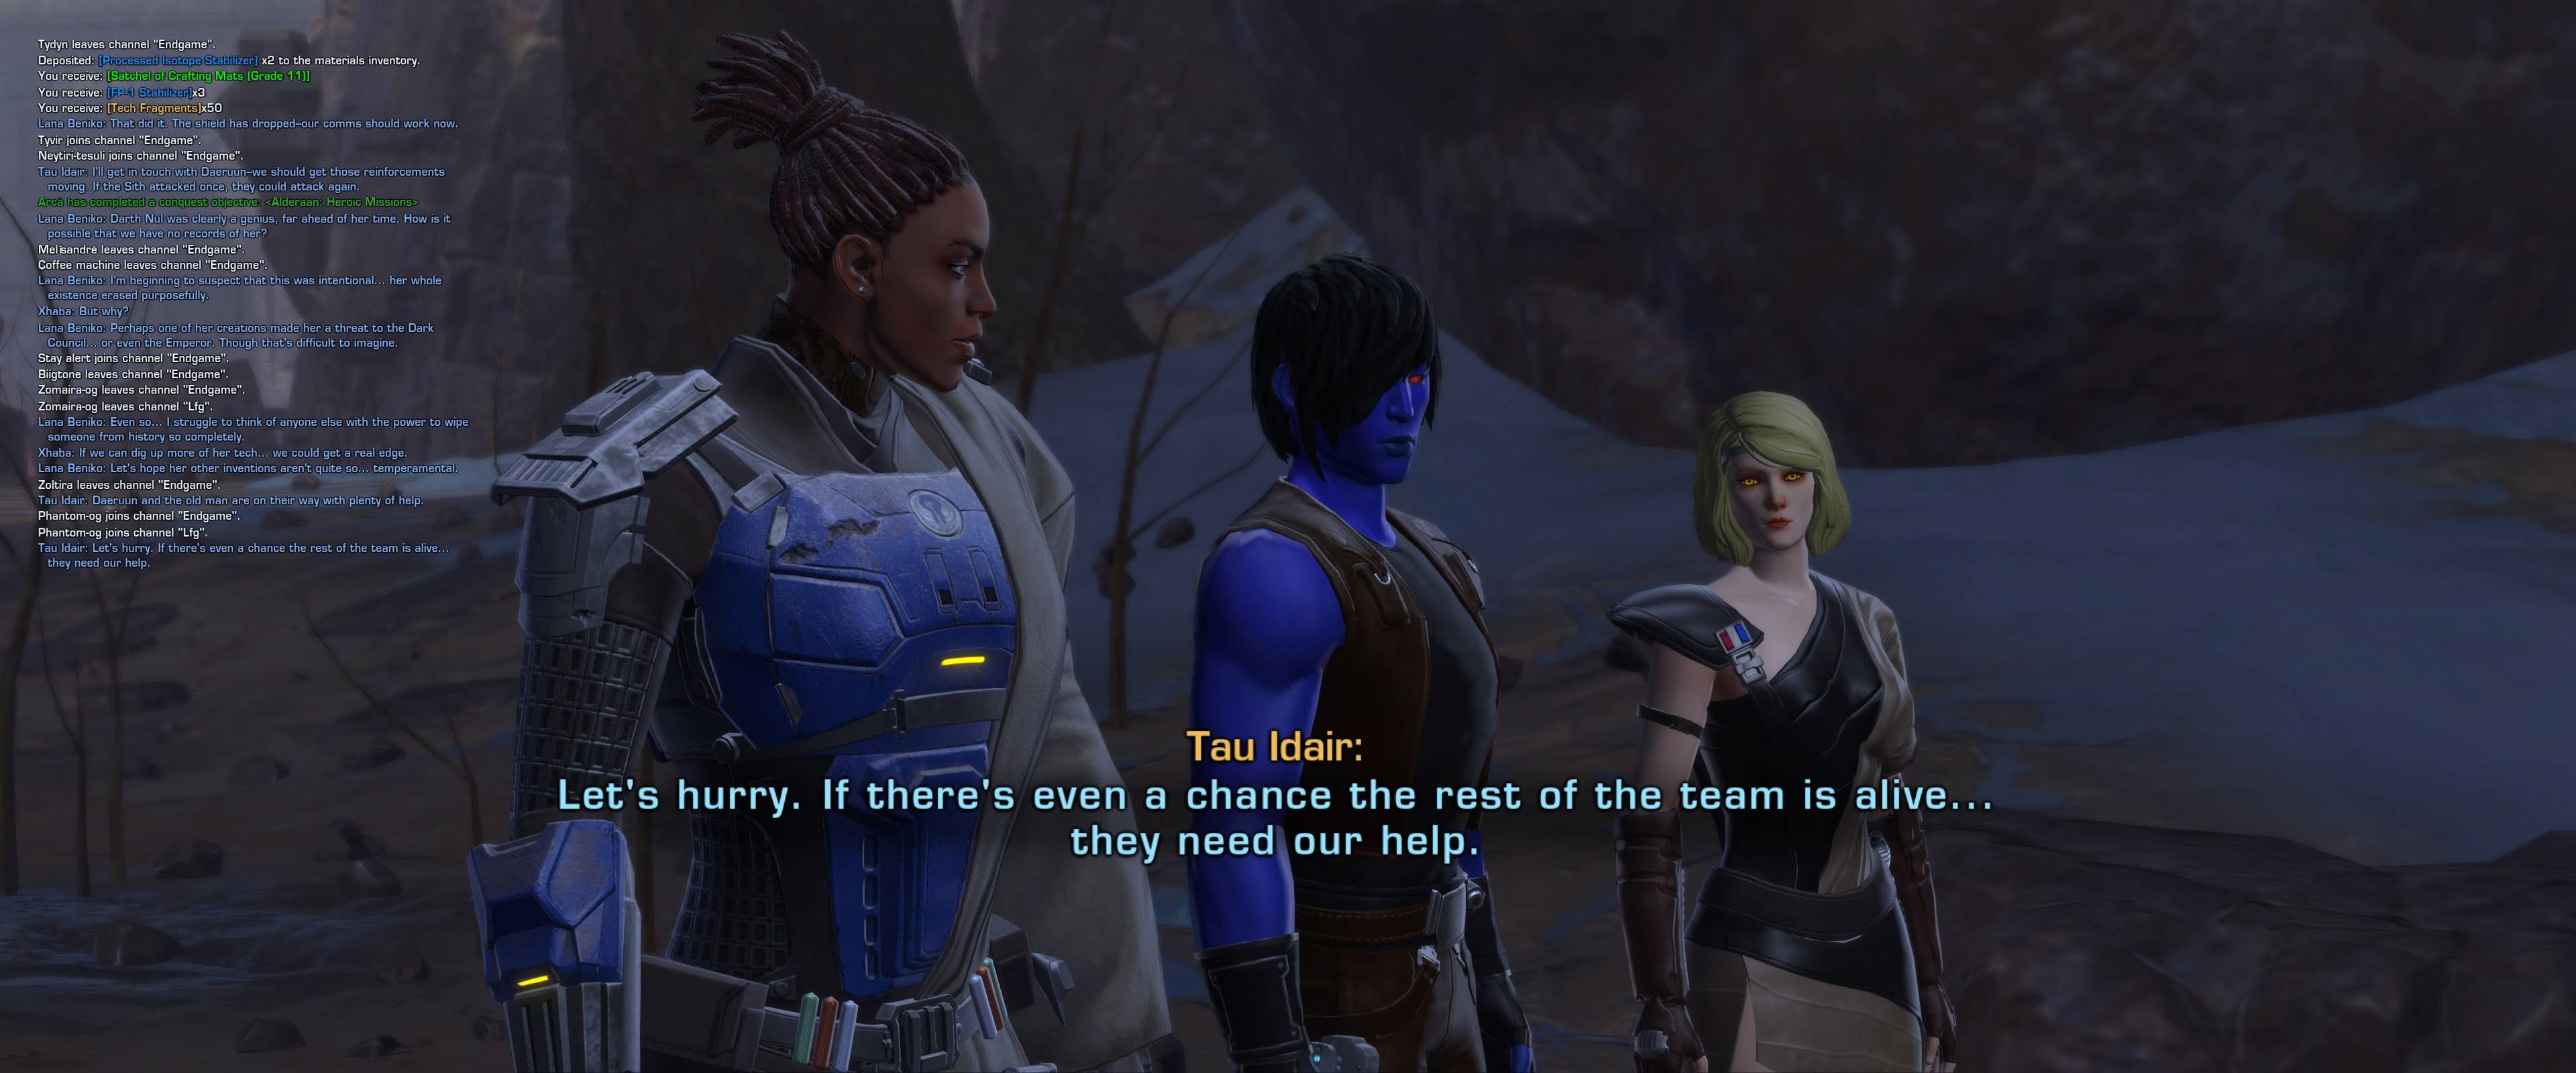 Tydyn leaves channel "Endgame".
Deposited: [Processed Isotope Stabilizer] x2 to the materials inventory.
You receive: [Satchel of Crafting Mats (Grade 11)]
You receive: [FP-1 Stabilizer]x3
You receive: [Tech Fragments]x50
Lana Beniko: That did it. The shield has dropped–our comms should work now.
Tyvir joins channel "Endgame".
Neytiri-tesuli joins channel "Endgame".
Tau Idair: I'll get in touch with Daeruun–we should get those reinforcements
moving. If the Sith attacked once, they could attack again.
Arcâ has completed a conquest objective: <Alderaan: Heroic Missions>
Lana Beniko: Darth Nul was clearly a genius, far ahead of her time. How is it
possible that we have no records of her?
Melisandré leaves channel "Endgame".
Coffee machine leaves channel "Endgame".
Lana Beniko: I'm beginning to suspect that this was intentional... her whole
existence erased purposefully.
Xhaba: But why?
Lana Beniko: Perhaps one of her creations made her a threat to the Dark
Council... or even the Emperor. Though that's difficult to imagine.
Stay alert joins channel "Endgame".
Biigtone leaves channel "Endgame".
Zomaira-og leaves channel "Endgame".
Zomaira-og leaves channel "Lfg".
Lana Beniko: Even so... I struggle to think of anyone else with the power to wipe
someone from history so completely.
Xhaba: If we can dig up more of her tech... we could get a real edge.
Lana Beniko: Let's hope her other inventions aren't quite so... temperamental.
Zoltira leaves channel "Endgame".
Tau Idair: Daeruun and the old man are on their way with plenty of help.
Phantom-og joins channel "Endgame".
Phantom-og joins channel "Lfg".
Tau Idair: Let's hurry. If there's even a chance the rest of the team is alive...
they need our help.
Tau Idair:
Let's hurry. If there's even a chance the rest of the team is alive...
they need our help.